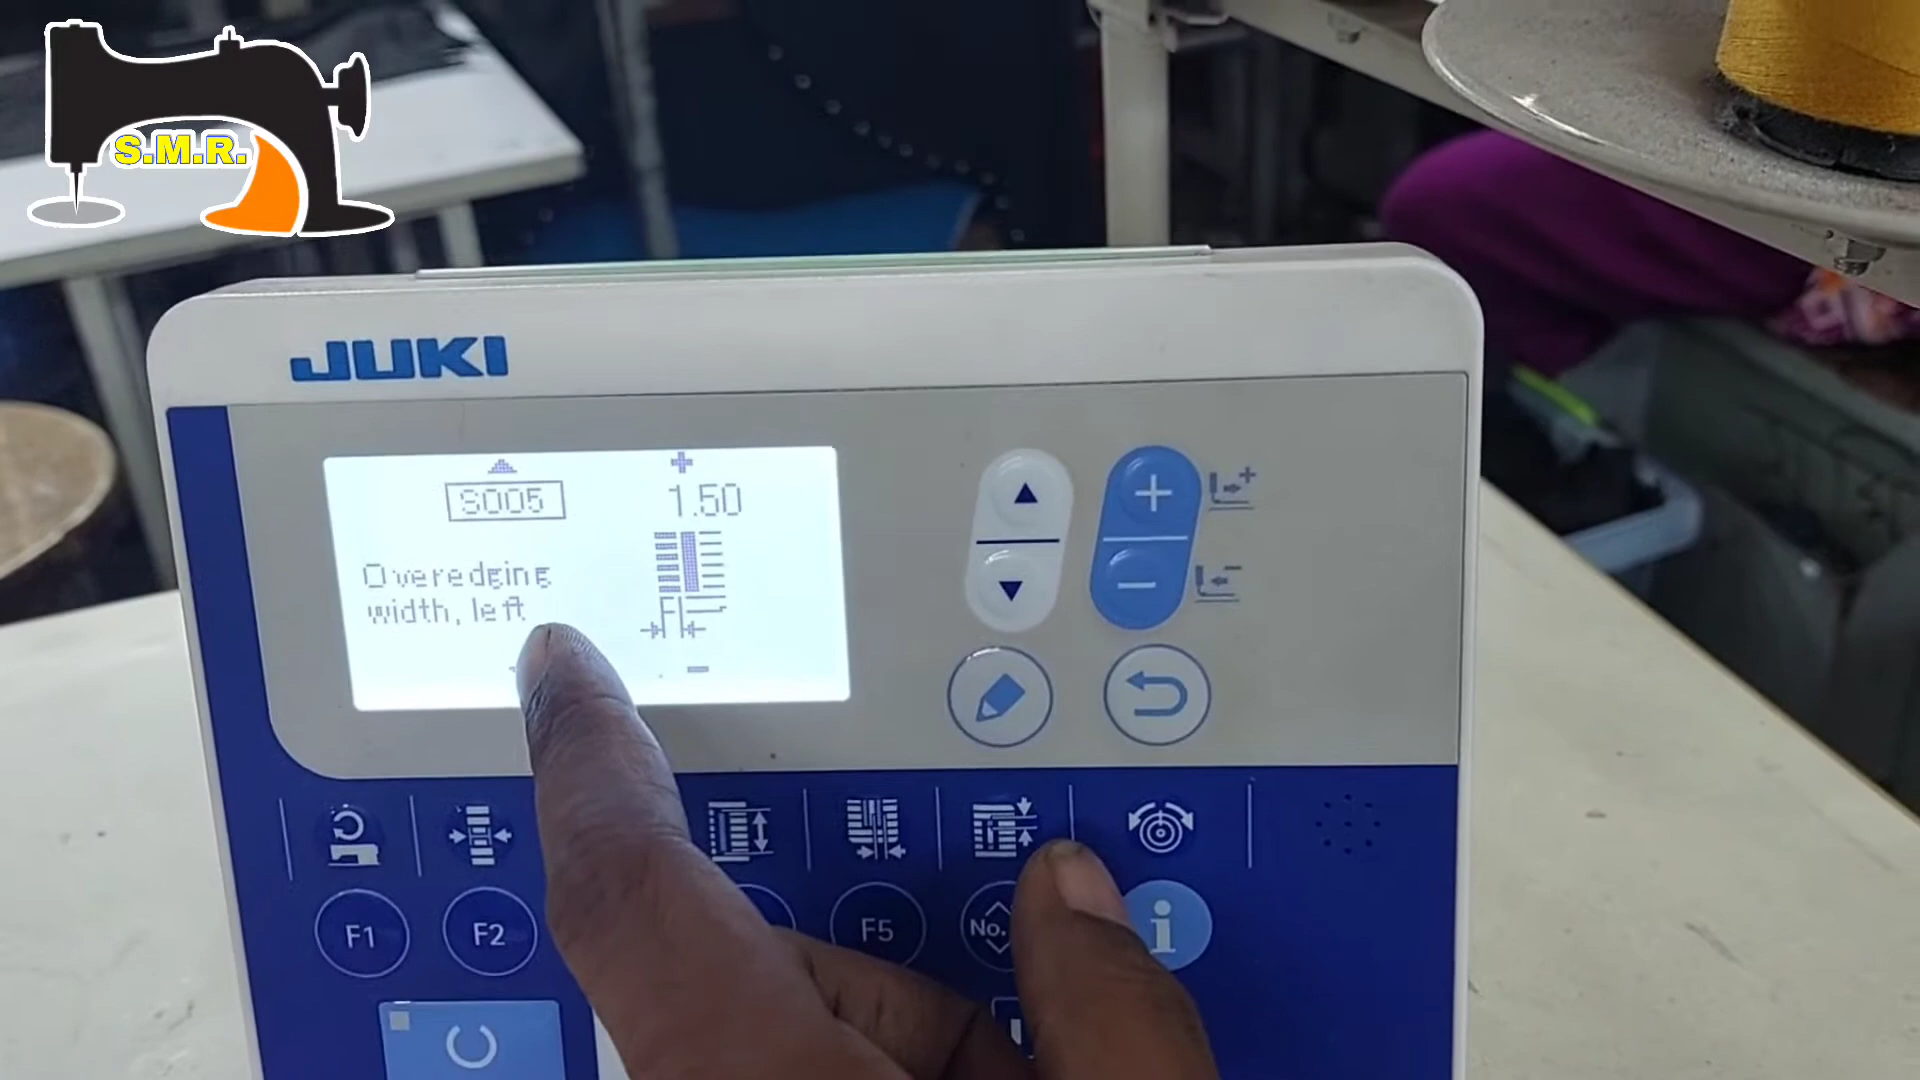 S.M.R.
JUKI
S005
1.50
Overedging
width, left
F1
F2
F5
No.
i